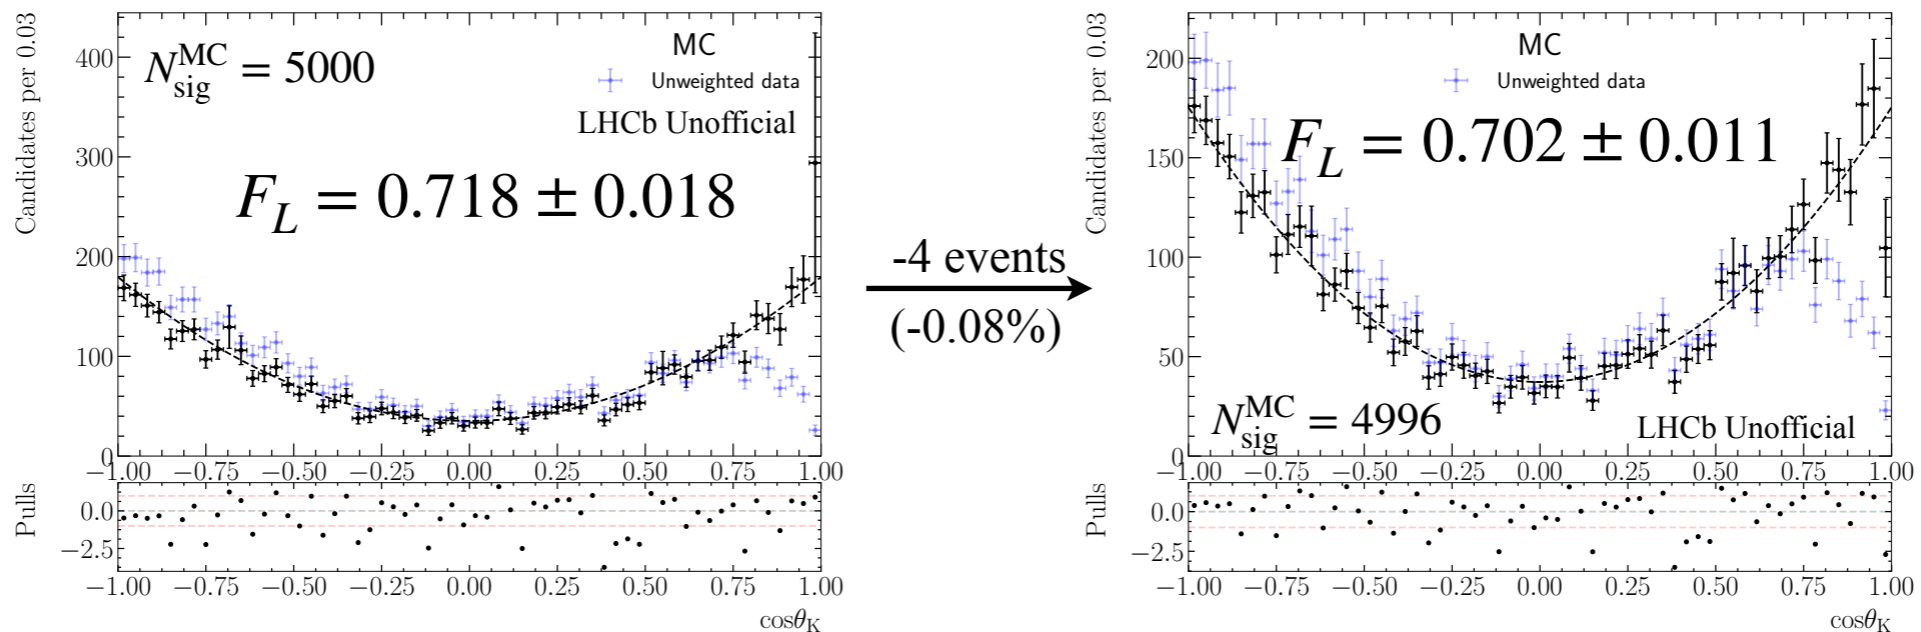 Candidates per 0.03
400
300
200
100
0
N_sig^MC = 5000
MC
Unweighted data
LHCb Unofficial
F_L = 0.718 ± 0.018
−1.00 −0.75 −0.50 −0.25 0.00 0.25 0.50 0.75 1.00
Pulls
0.0
−2.5
−1.00 −0.75 −0.50 −0.25 0.00 0.25 0.50 0.75 1.00
cosθ_K
-4 events
(-0.08%)
Candidates per 0.03
200
150
100
50
0
MC
Unweighted data
F_L = 0.702 ± 0.011
N_sig^MC = 4996
LHCb Unofficial
−1.00 −0.75 −0.50 −0.25 0.00 0.25 0.50 0.75 1.00
Pulls
0.0
−2.5
−1.00 −0.75 −0.50 −0.25 0.00 0.25 0.50 0.75 1.00
cosθ_K